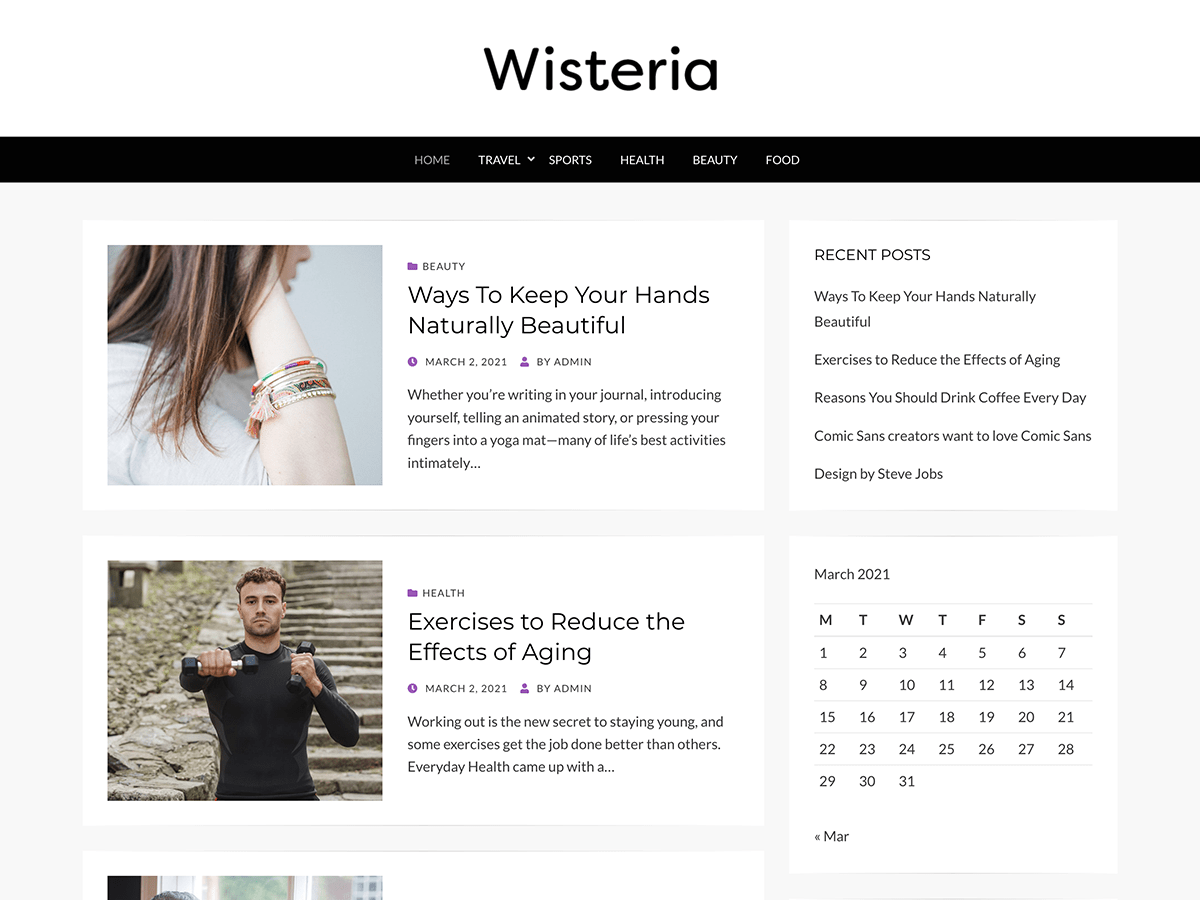 Wisteria
HOME TRAVEL SPORTS HEALTH BEAUTY FOOD
BEAUTY
Ways To Keep Your Hands
Naturally Beautiful
MARCH 2, 2021 BY ADMIN
Whether you’re writing in your journal, introducing
yourself, telling an animated story, or pressing your
fingers into a yoga mat—many of life’s best activities
intimately…
HEALTH
Exercises to Reduce the
Effects of Aging
MARCH 2, 2021 BY ADMIN
Working out is the new secret to staying young, and
some exercises get the job done better than others.
Everyday Health came up with a…
RECENT POSTS
Ways To Keep Your Hands Naturally
Beautiful
Exercises to Reduce the Effects of Aging
Reasons You Should Drink Coffee Every Day
Comic Sans creators want to love Comic Sans
Design by Steve Jobs
March 2021
M T W T F S S
1 2 3 4 5 6 7
8 9 10 11 12 13 14
15 16 17 18 19 20 21
22 23 24 25 26 27 28
29 30 31
« Mar